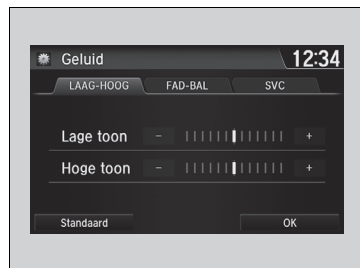 Geluid 12:34
LAAG-HOOG FAD-BAL SVC
Lage toon - +
Hoge toon - +
Standaard OK